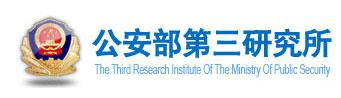 公安部第三研究所
The Third Research Institute Of The Ministry Of Public Security